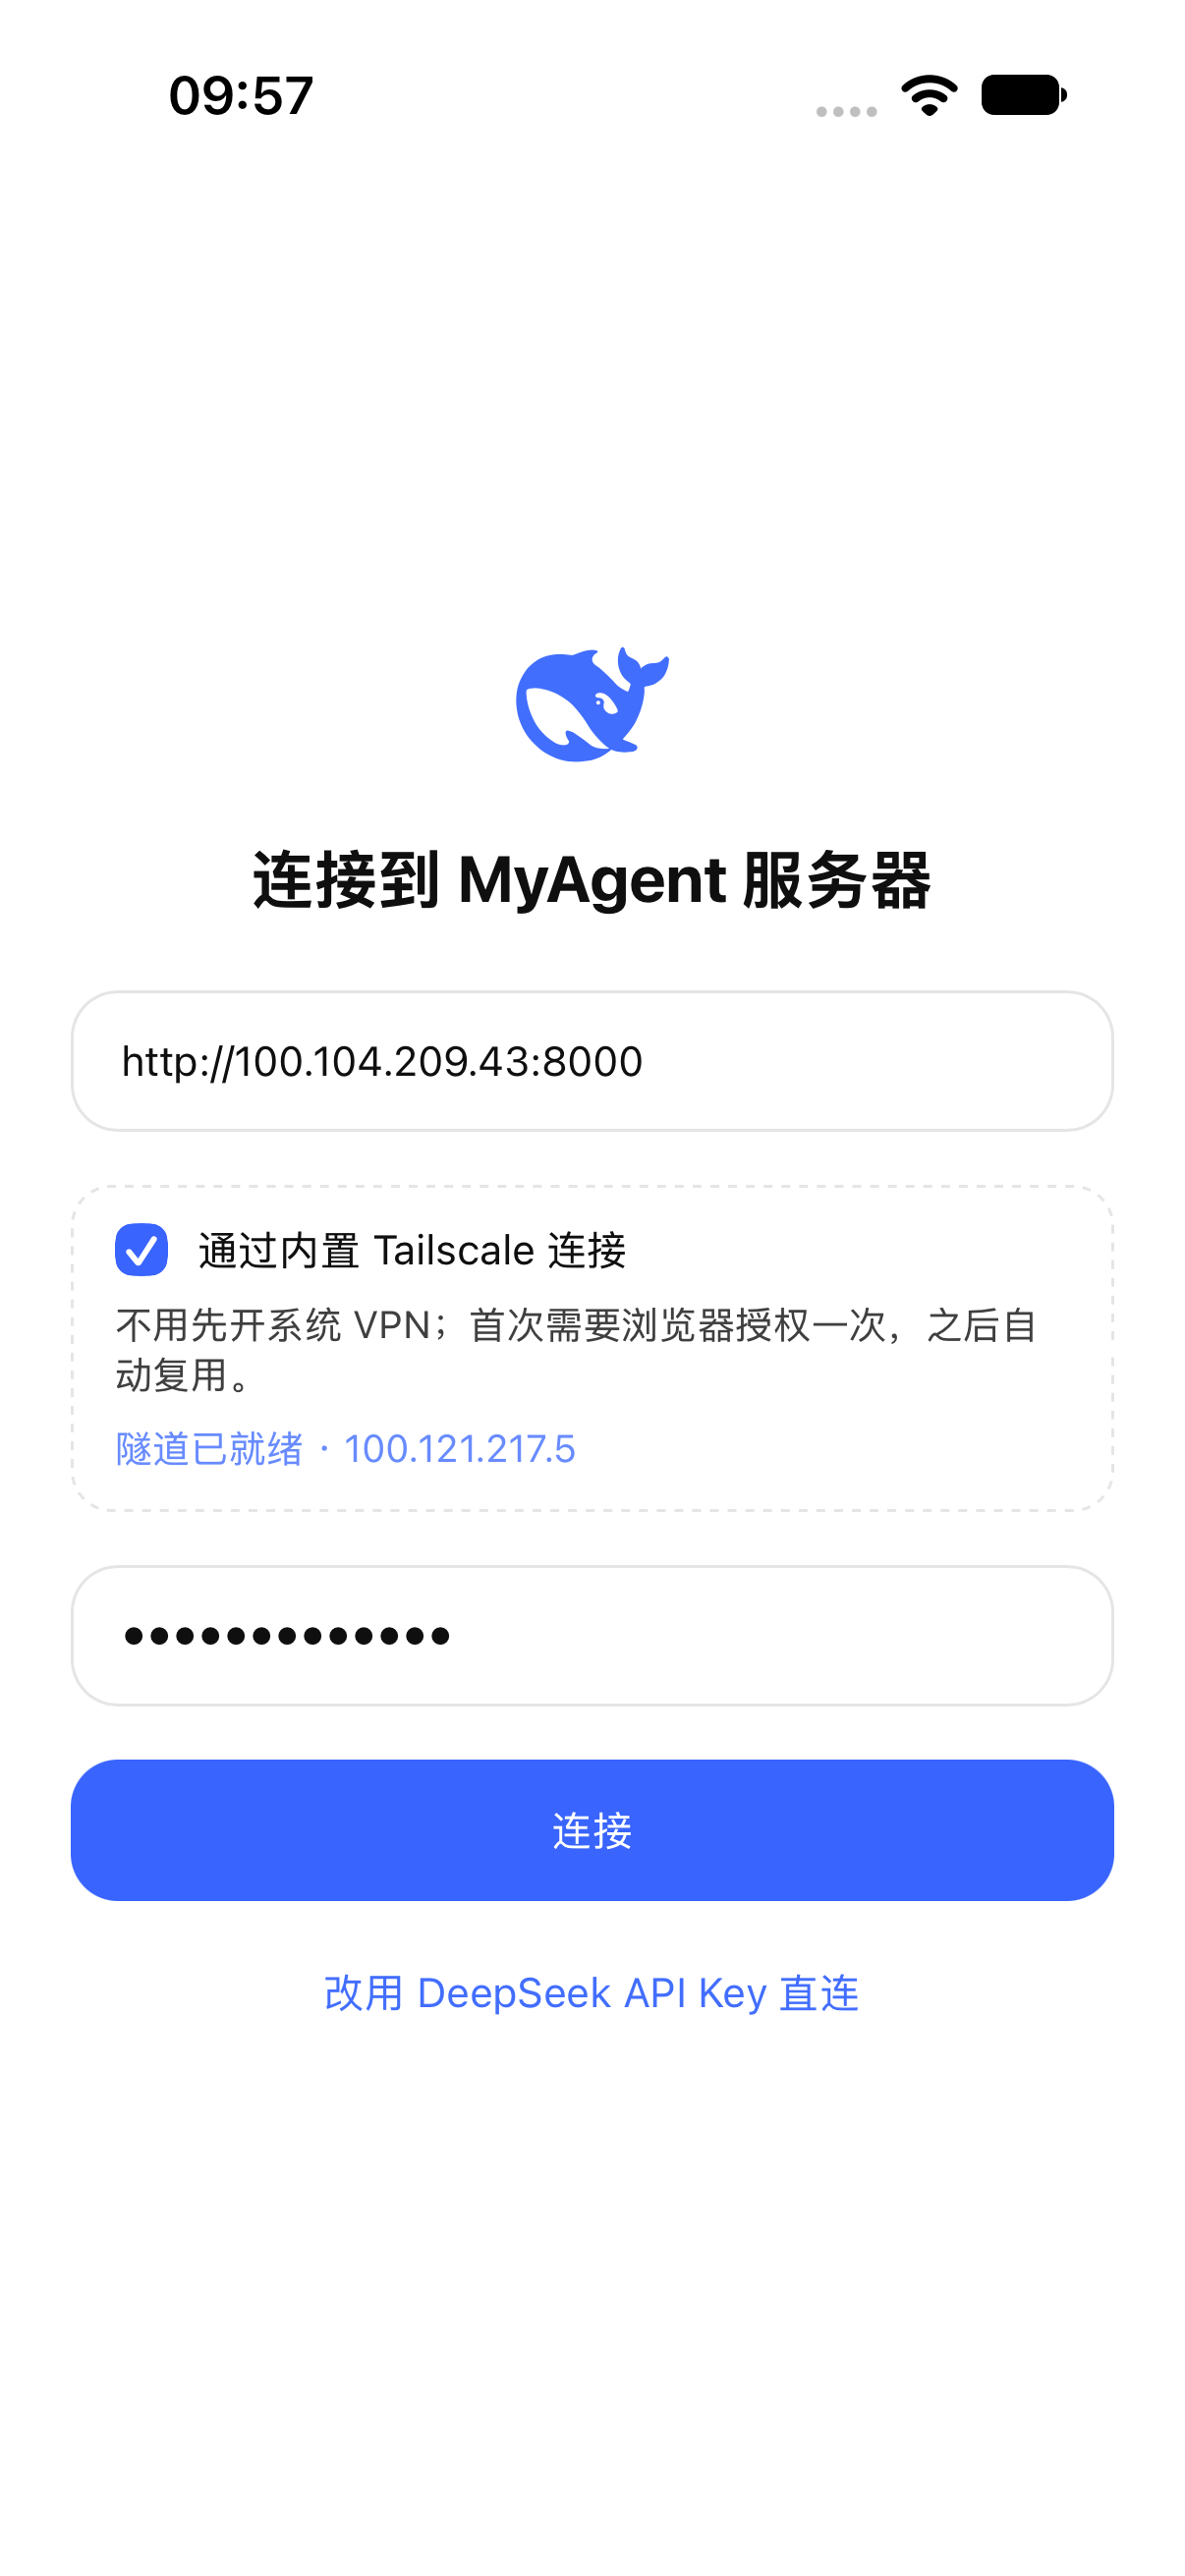 09:57
连接到 MyAgent 服务器
http://100.104.209.43:8000
通过内置 Tailscale 连接
不用先开系统 VPN；首次需要浏览器授权一次，之后自
动复用。
隧道已就绪 · 100.121.217.5
•••••••••••••
连接
改用 DeepSeek API Key 直连